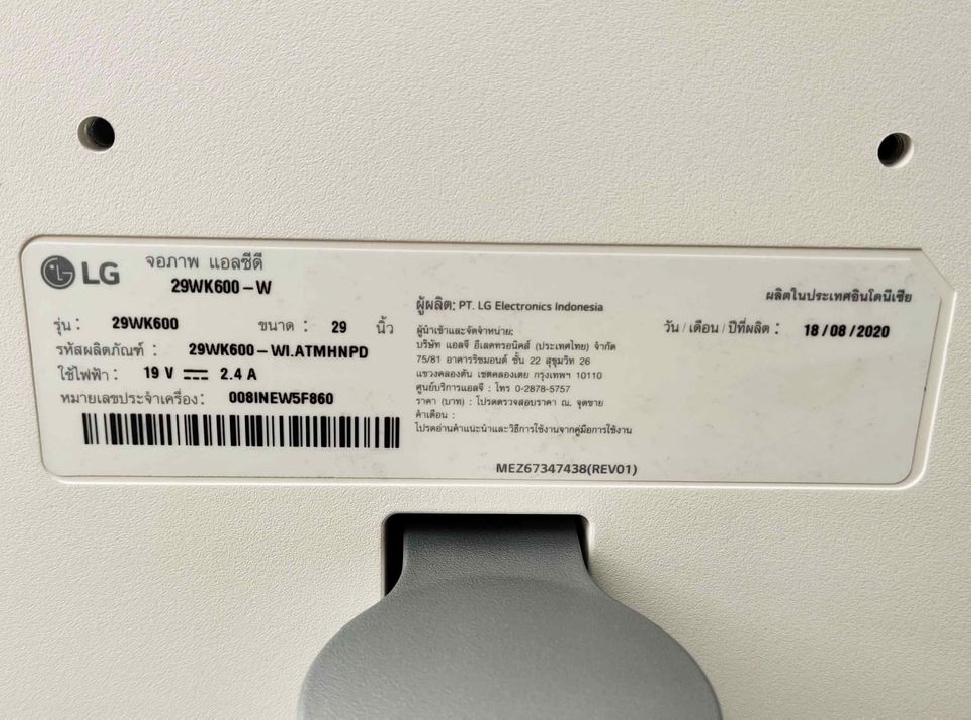 LG
จอภาพ แอลซีดี
29WK600-W
รุ่น : 29WK600 ขนาด : 29 นิ้ว
รหัสผลิตภัณฑ์ : 29WK600-WI.ATMHNPD
ใช้ไฟฟ้า : 19 V 2.4 A
หมายเลขประจำเครื่อง: 008INEW5F860
ผู้ผลิต: PT. LG Electronics Indonesia
ผู้นำเข้าและจัดจำหน่าย:
บริษัท แอลจี อีเลคทรอนิคส์ (ประเทศไทย) จำกัด
75/81 อาคารริชมอนด์ ชั้น 22 สุขุมวิท 26
แขวงคลองตัน เขตคลองเตย กรุงเทพฯ 10110
ศูนย์บริการแอลจี : โทร 0-2878-5757
ราคา (บาท) : โปรดตรวจสอบราคา ณ. จุดขาย
คำเตือน :
โปรดอ่านคำแนะนำและวิธีการใช้งานจากคู่มือการใช้งาน
ผลิตในประเทศอินโดนีเซีย
วัน / เดือน / ปีที่ผลิต : 18/08/2020
MEZ67347438(REV01)